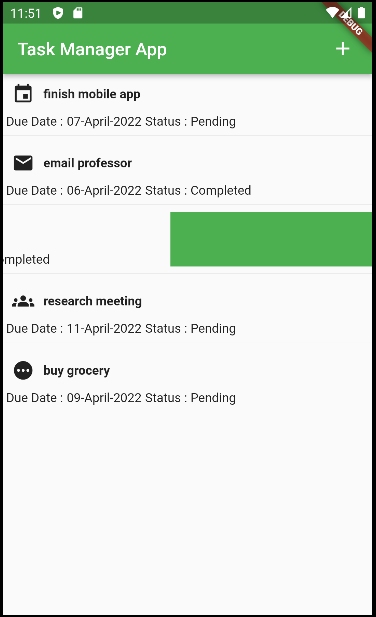 11:51
DEBUG
Task Manager App
finish mobile app
Due Date : 07-April-2022 Status : Pending
email professor
Due Date : 06-April-2022 Status : Completed
ompleted
research meeting
Due Date : 11-April-2022 Status : Pending
buy grocery
Due Date : 09-April-2022 Status : Pending